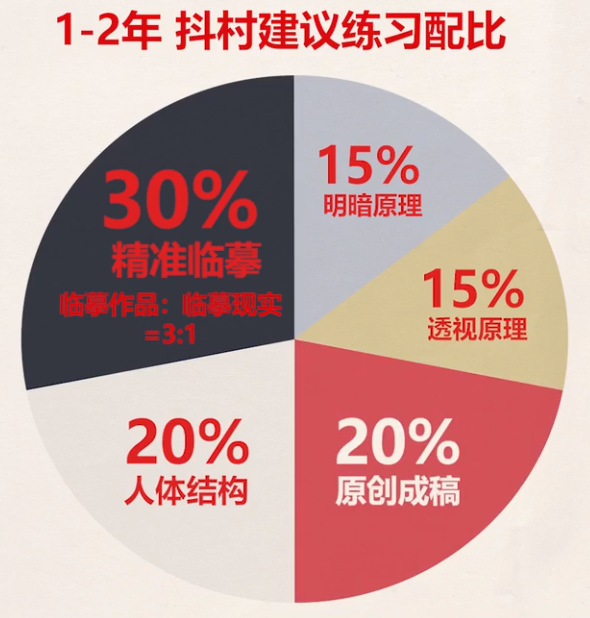 1-2年 抖村建议练习配比
15%
明暗原理
30%
精准临摹
临摹作品：临摹现实
=3:1
15%
透视原理
20%
人体结构
20%
原创成稿